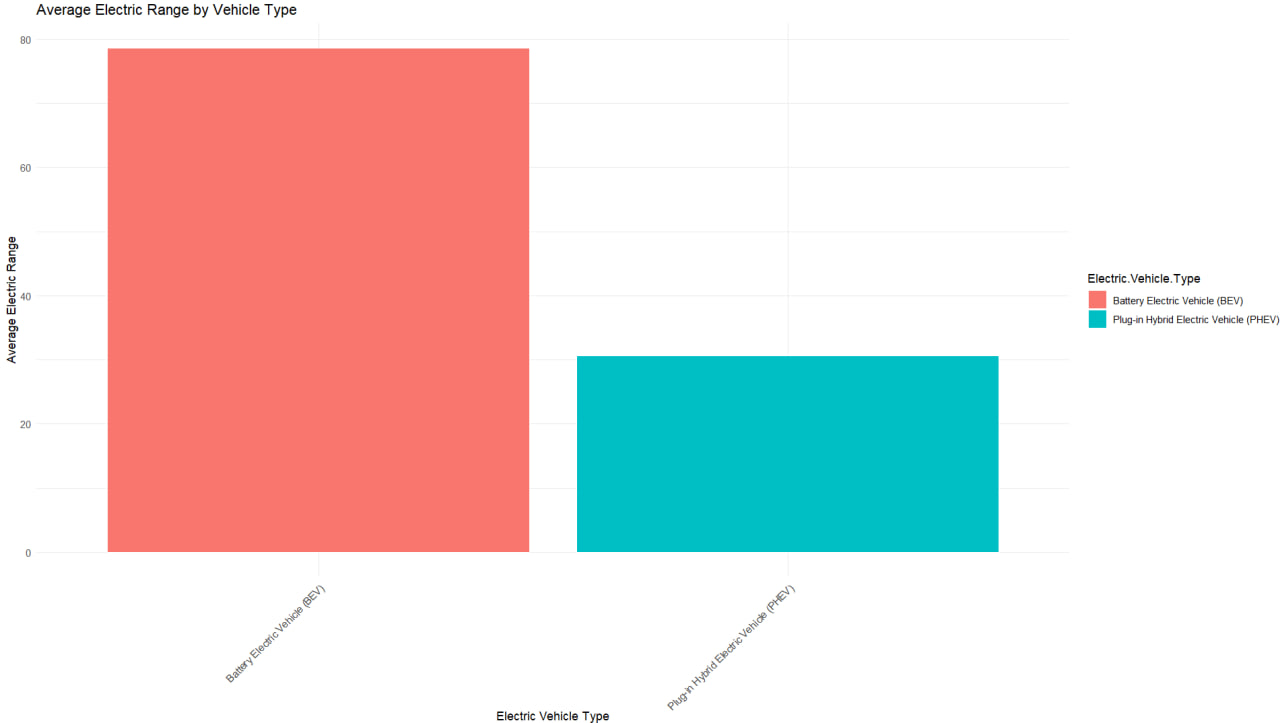 Average Electric Range by Vehicle Type
80
60
40
20
0
Average Electric Range
Battery Electric Vehicle (BEV)
Plug-in Hybrid Electric Vehicle (PHEV)
Electric Vehicle Type
Electric.Vehicle.Type
Battery Electric Vehicle (BEV)
Plug-in Hybrid Electric Vehicle (PHEV)